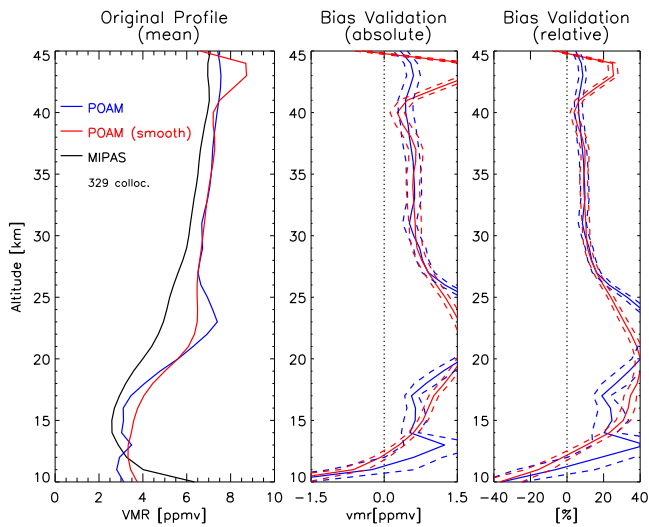 Original Profile
(mean)
Bias Validation
(absolute)
Bias Validation
(relative)
POAM
POAM (smooth)
MIPAS
329 colloc.
Altitude [km]
45
40
35
30
25
20
15
10
0 2 4 6 8 10
VMR [ppmv]
45
40
35
30
25
20
15
10
-1.5 0.0 1.5
vmr[ppmv]
45
40
35
30
25
20
15
10
-40 -20 0 20 40
[%]